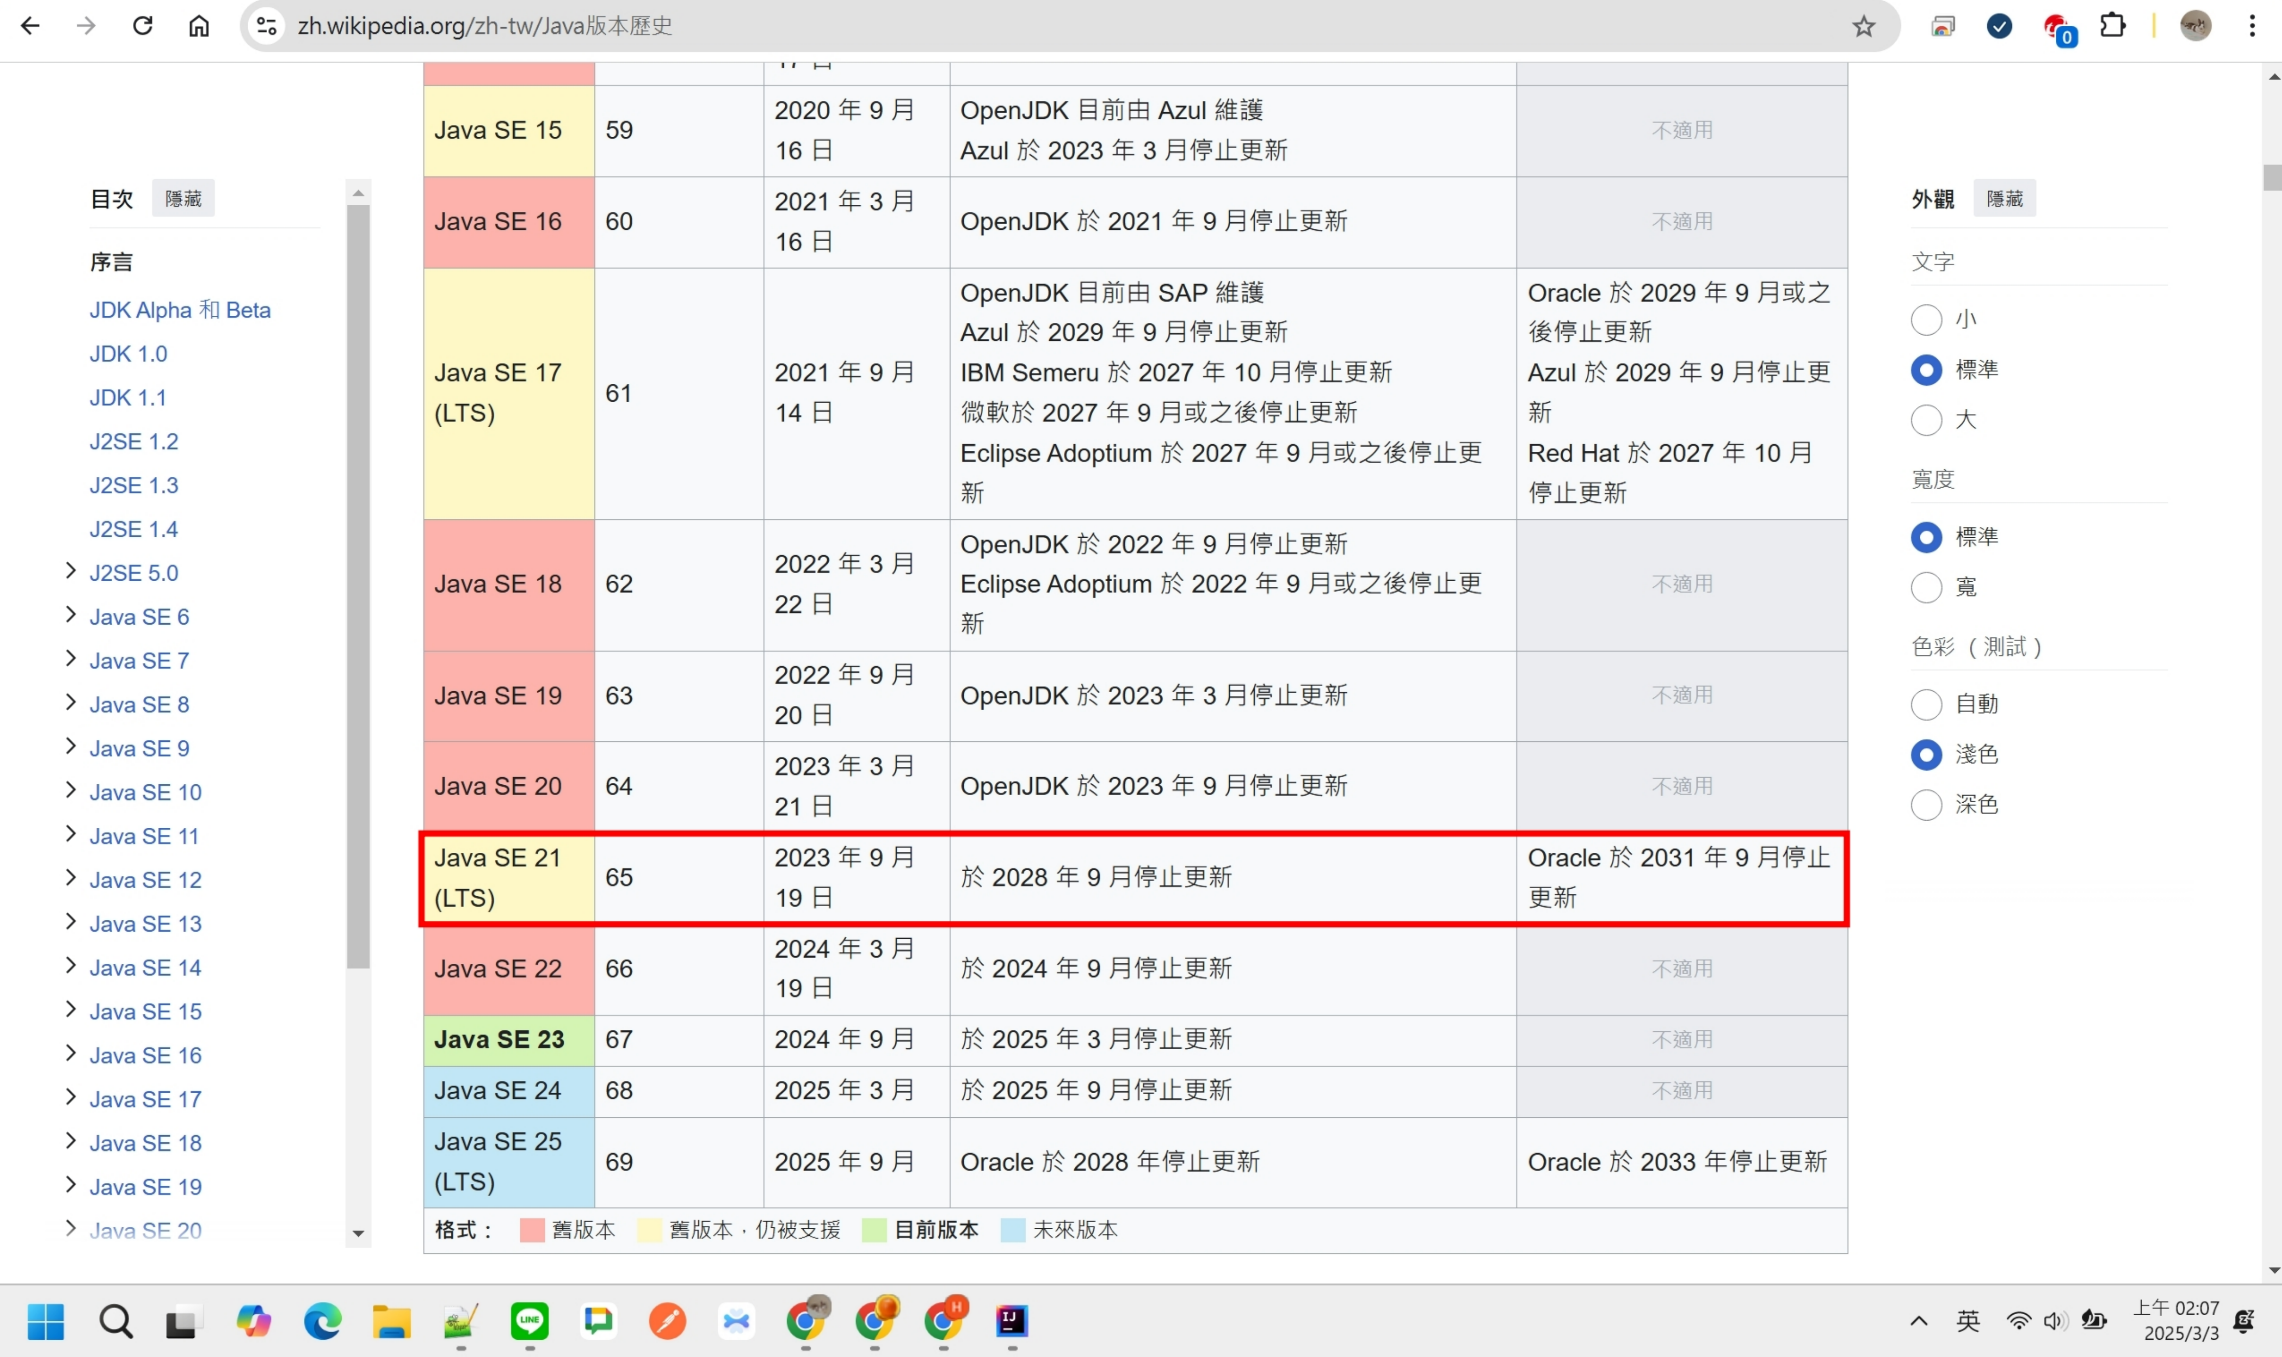 zh.wikipedia.org/zh-tw/Java版本歷史
0
目次 隱藏
序言
JDK Alpha 和 Beta
JDK 1.0
JDK 1.1
J2SE 1.2
J2SE 1.3
J2SE 1.4
J2SE 5.0
Java SE 6
Java SE 7
Java SE 8
Java SE 9
Java SE 10
Java SE 11
Java SE 12
Java SE 13
Java SE 14
Java SE 15
Java SE 16
Java SE 17
Java SE 18
Java SE 19
Java SE 20
17 日
Java SE 15
59
2020 年 9 月
16 日
OpenJDK 目前由 Azul 維護
Azul 於 2023 年 3 月停止更新
不適用
Java SE 16
60
2021 年 3 月
16 日
OpenJDK 於 2021 年 9 月停止更新
不適用
Java SE 17
(LTS)
61
2021 年 9 月
14 日
OpenJDK 目前由 SAP 維護
Azul 於 2029 年 9 月停止更新
IBM Semeru 於 2027 年 10 月停止更新
微軟於 2027 年 9 月或之後停止更新
Eclipse Adoptium 於 2027 年 9 月或之後停止更
新
Oracle 於 2029 年 9 月或之
後停止更新
Azul 於 2029 年 9 月停止更
新
Red Hat 於 2027 年 10 月
停止更新
Java SE 18
62
2022 年 3 月
22 日
OpenJDK 於 2022 年 9 月停止更新
Eclipse Adoptium 於 2022 年 9 月或之後停止更
新
不適用
Java SE 19
63
2022 年 9 月
20 日
OpenJDK 於 2023 年 3 月停止更新
不適用
Java SE 20
64
2023 年 3 月
21 日
OpenJDK 於 2023 年 9 月停止更新
不適用
Java SE 21
(LTS)
65
2023 年 9 月
19 日
於 2028 年 9 月停止更新
Oracle 於 2031 年 9 月停止
更新
Java SE 22
66
2024 年 3 月
19 日
於 2024 年 9 月停止更新
不適用
Java SE 23
67
2024 年 9 月
於 2025 年 3 月停止更新
不適用
Java SE 24
68
2025 年 3 月
於 2025 年 9 月停止更新
不適用
Java SE 25
(LTS)
69
2025 年 9 月
Oracle 於 2028 年停止更新
Oracle 於 2033 年停止更新
格式： 舊版本 舊版本，仍被支援 目前版本 未來版本
外觀 隱藏
文字
小
標準
大
寬度
標準
寬
色彩 （測試）
自動
淺色
深色
LINE
H
IJ
英
上午 02:07
2025/3/3